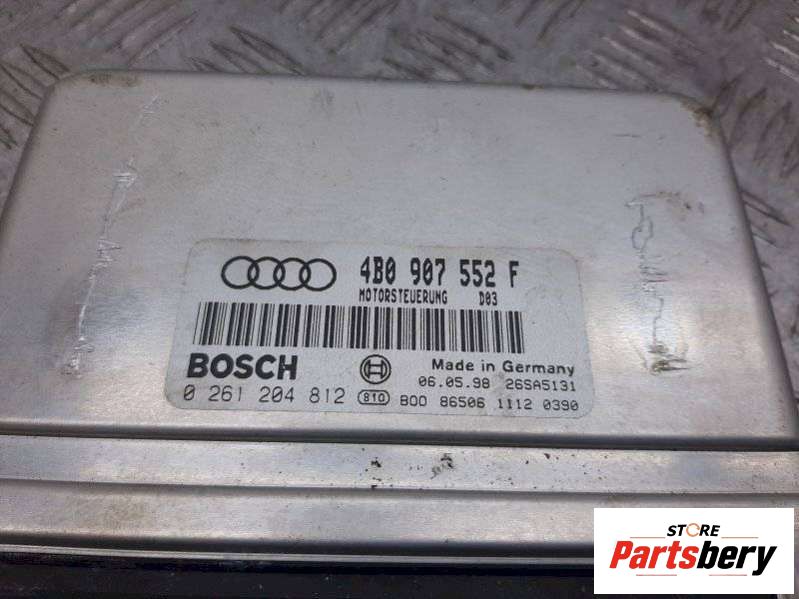 4B0 907 552 F
MOTORSTEUERUNG D03
BOSCH
Made in Germany
06.05.98 26SA5131
0 261 204 812 810 B00 86506 1112 0390
STORE
Partsbery